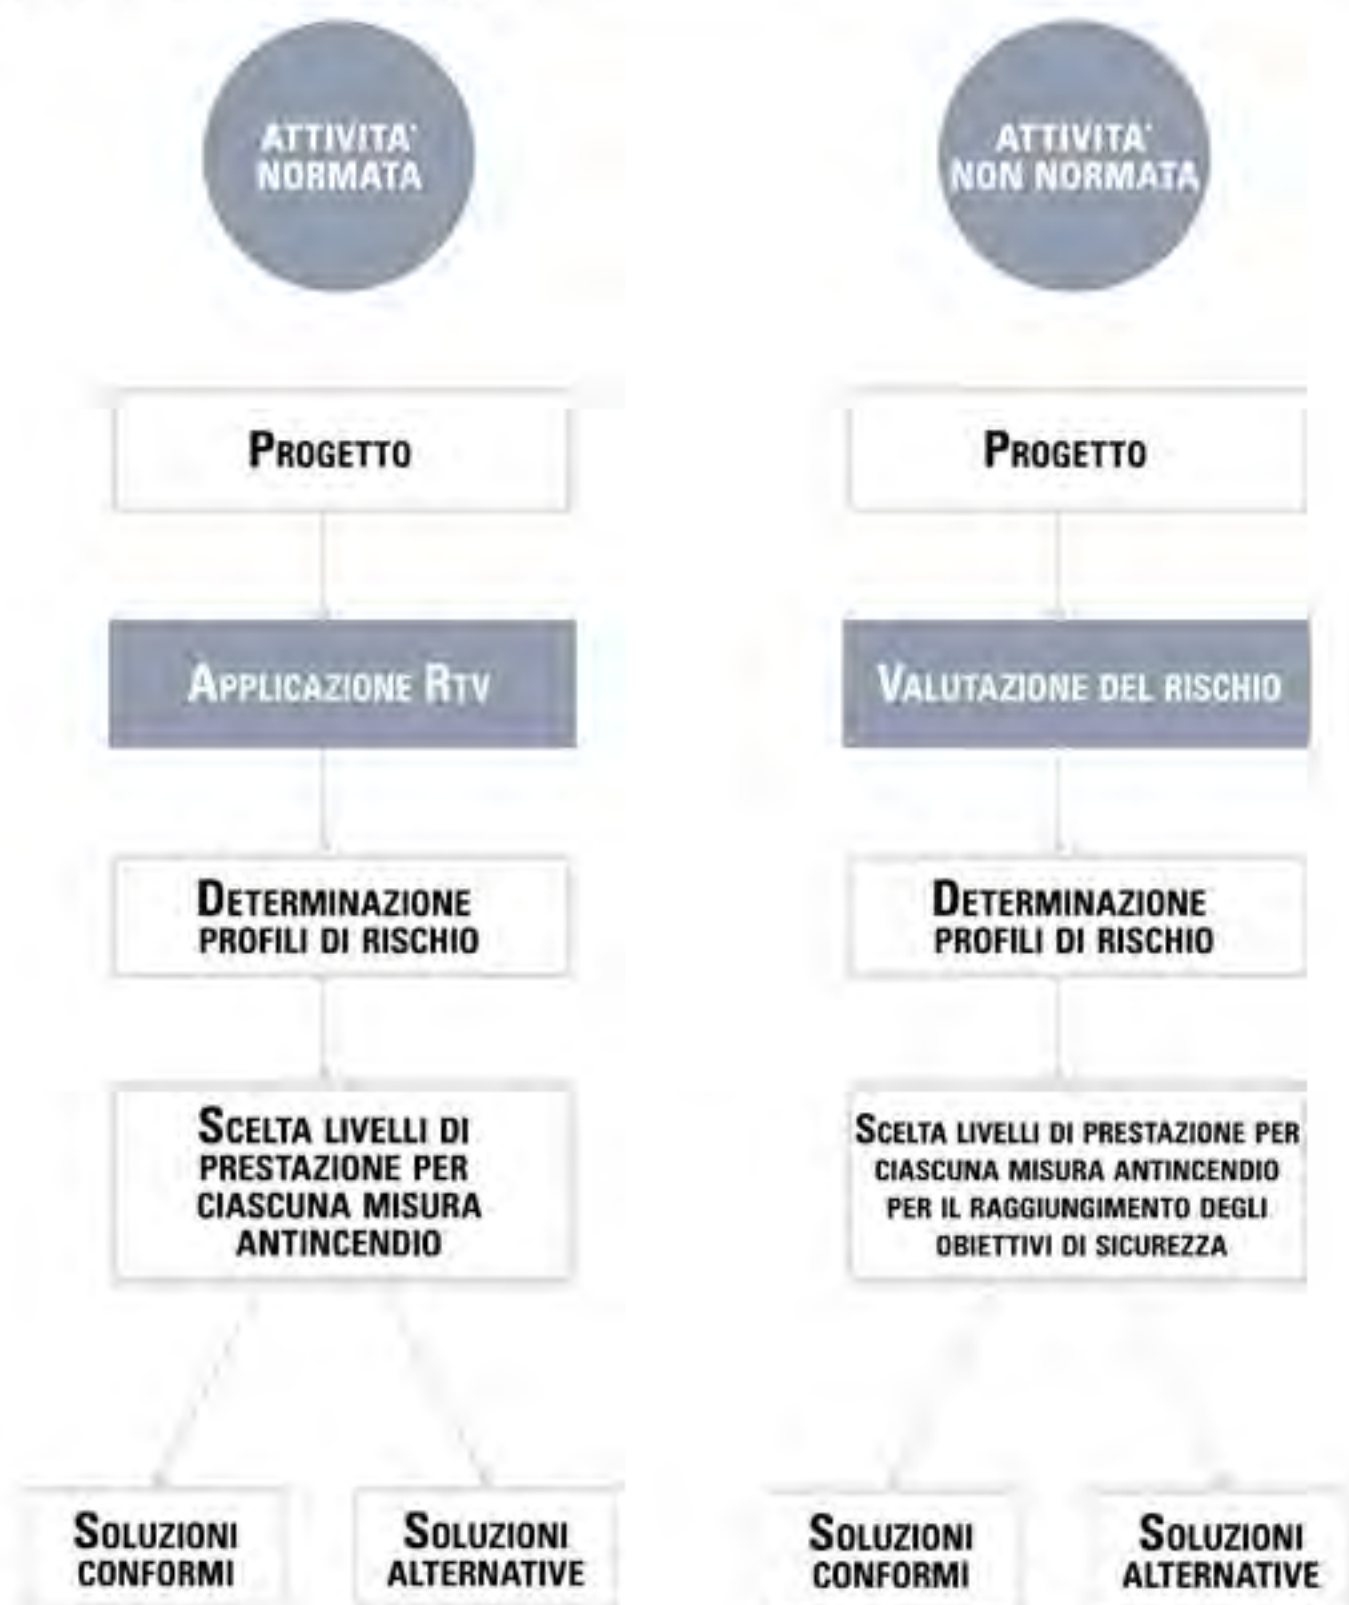 ATTIVITA'
NORMATA
PROGETTO
APPLICAZIONE RTV
DETERMINAZIONE
PROFILI DI RISCHIO
SCELTA LIVELLI DI
PRESTAZIONE PER
CIASCUNA MISURA
ANTINCENDIO
SOLUZIONI
CONFORMI
SOLUZIONI
ALTERNATIVE
ATTIVITA'
NON NORMATA
PROGETTO
VALUTAZIONE DEL RISCHIO
DETERMINAZIONE
PROFILI DI RISCHIO
SCELTA LIVELLI DI PRESTAZIONE PER
CIASCUNA MISURA ANTINCENDIO
PER IL RAGGIUNGIMENTO DEGLI
OBIETTIVI DI SICUREZZA
SOLUZIONI
CONFORMI
SOLUZIONI
ALTERNATIVE